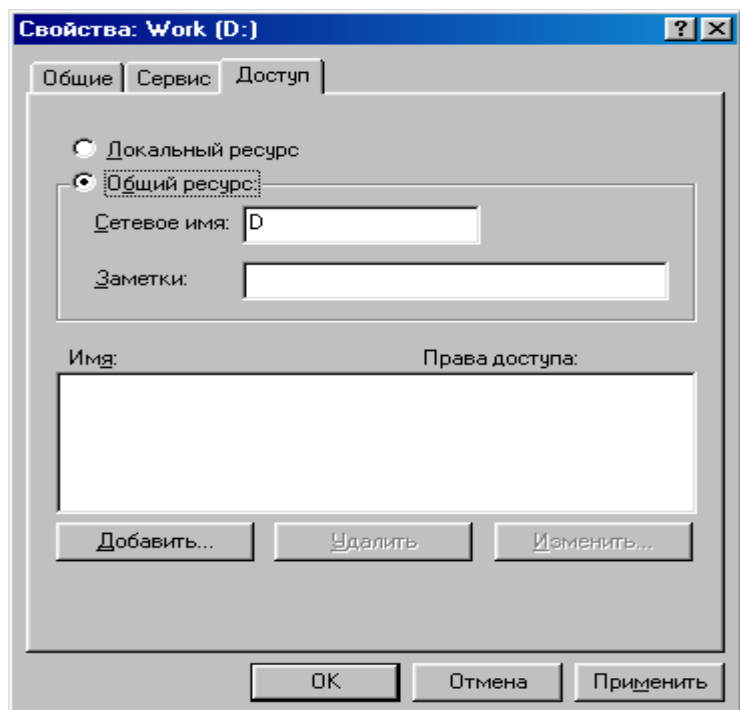 Свойства: Work (D:)
Общие Сервис Доступ
Локальный ресурс
Общий ресурс:
Сетевое имя: D
Заметки:
Имя: Права доступа:
Добавить... Удалить Изменить...
OK Отмена Применить